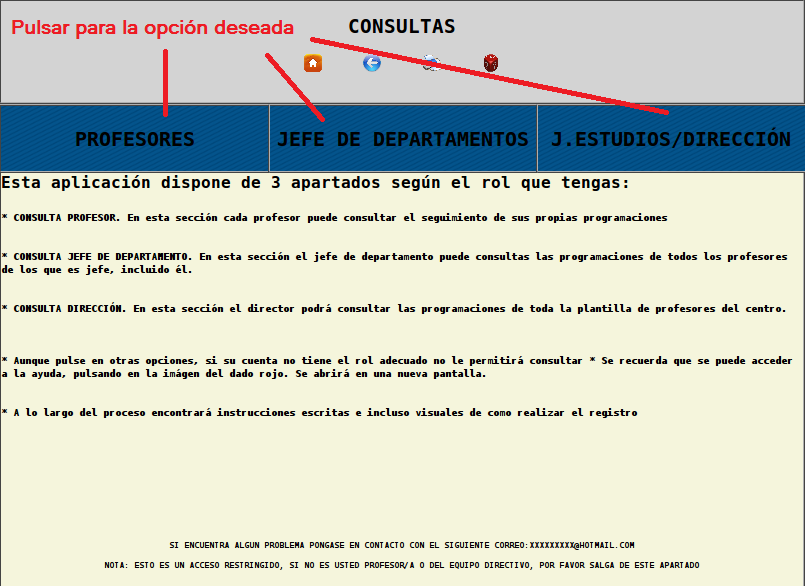 Pulsar para la opción deseada
CONSULTAS
PROFESORES
JEFE DE DEPARTAMENTOS
J.ESTUDIOS/DIRECCIÓN
Esta aplicación dispone de 3 apartados según el rol que tengas:
* CONSULTA PROFESOR. En esta sección cada profesor puede consultar el seguimiento de sus propias programaciones
* CONSULTA JEFE DE DEPARTAMENTO. En esta sección el jefe de departamento puede consultas las programaciones de todos los profesores
de los que es jefe, incluido él.
* CONSULTA DIRECCIÓN. En esta sección el director podrá consultar las programaciones de toda la plantilla de profesores del centro.
* Aunque pulse en otras opciones, si su cuenta no tiene el rol adecuado no le permitirá consultar * Se recuerda que se puede acceder
a la ayuda, pulsando en la imágen del dado rojo. Se abrirá en una nueva pantalla.
* A lo largo del proceso encontrará instrucciones escritas e incluso visuales de como realizar el registro
SI ENCUENTRA ALGUN PROBLEMA PONGASE EN CONTACTO CON EL SIGUIENTE CORREO:XXXXXXXXX@HOTMAIL.COM
NOTA: ESTO ES UN ACCESO RESTRINGIDO, SI NO ES USTED PROFESOR/A O DEL EQUIPO DIRECTIVO, POR FAVOR SALGA DE ESTE APARTADO